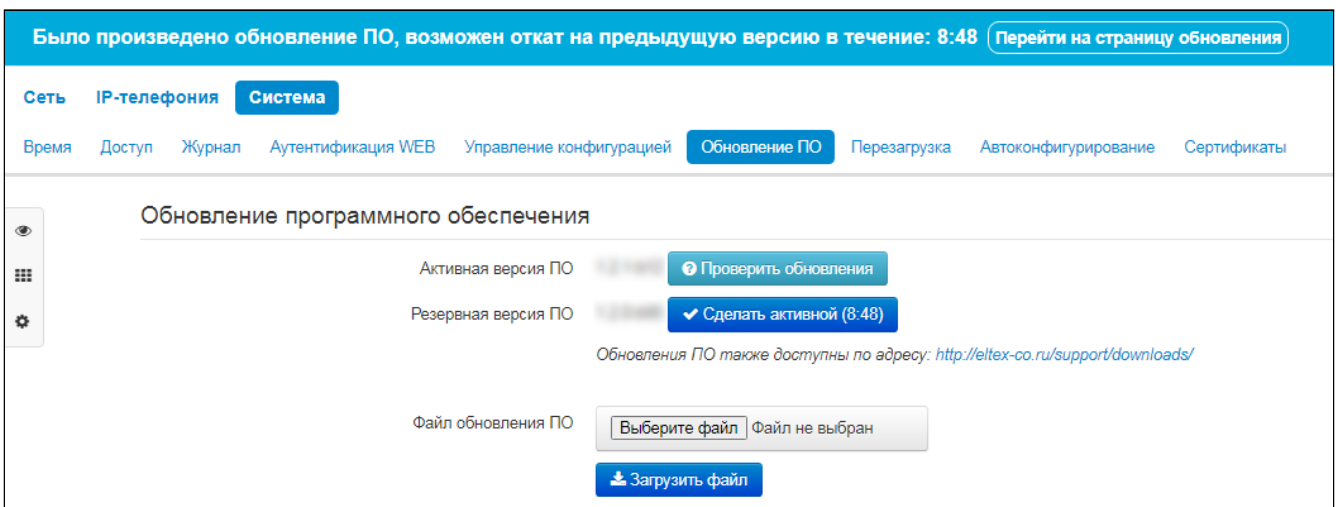 Было произведено обновление ПО, возможен откат на предыдущую версию в течение: 8:48 Перейти на страницу обновления
Сеть IP-телефония Система
Время Доступ Журнал Аутентификация WEB Управление конфигурацией Обновление ПО Перезагрузка Автоконфигурирование Сертификаты
Обновление программного обеспечения
Активная версия ПО Проверить обновления
Резервная версия ПО Сделать активной (8:48)
Обновления ПО также доступны по адресу: http://eltex-co.ru/support/downloads/
Файл обновления ПО Выберите файл Файл не выбран
Загрузить файл